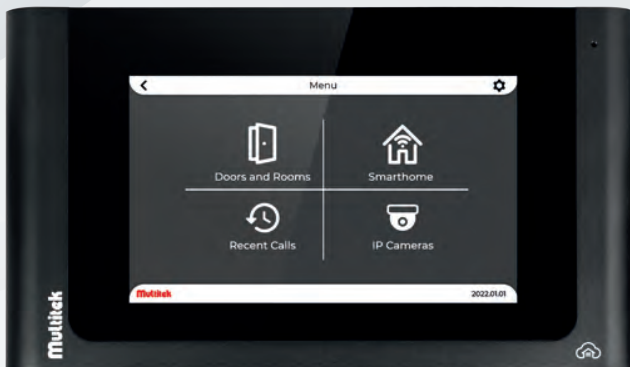 Menu
Doors and Rooms
Smarthome
Recent Calls
IP Cameras
Multitek
2022.01.01
Multitek